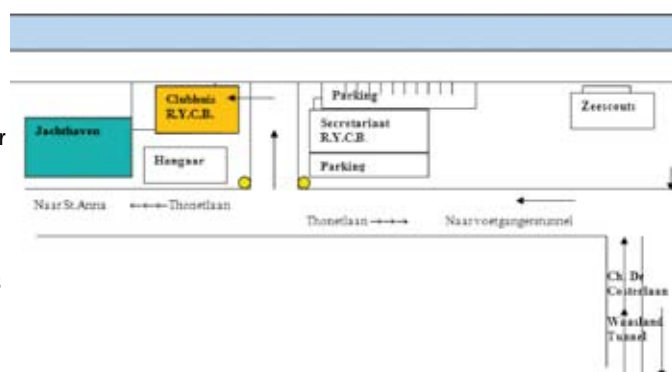 Clubhuis
R.Y.C.B.
Parking
Zeescouts
Jachthaven
Secretariaat
R.Y.C.B.
Hangaar
Parking
Naar St. Anna
Thonetlaan
Thonetlaan
Naar voetgangerstunnel
Ch. De
Costerlaan
Waasland
Tunnel